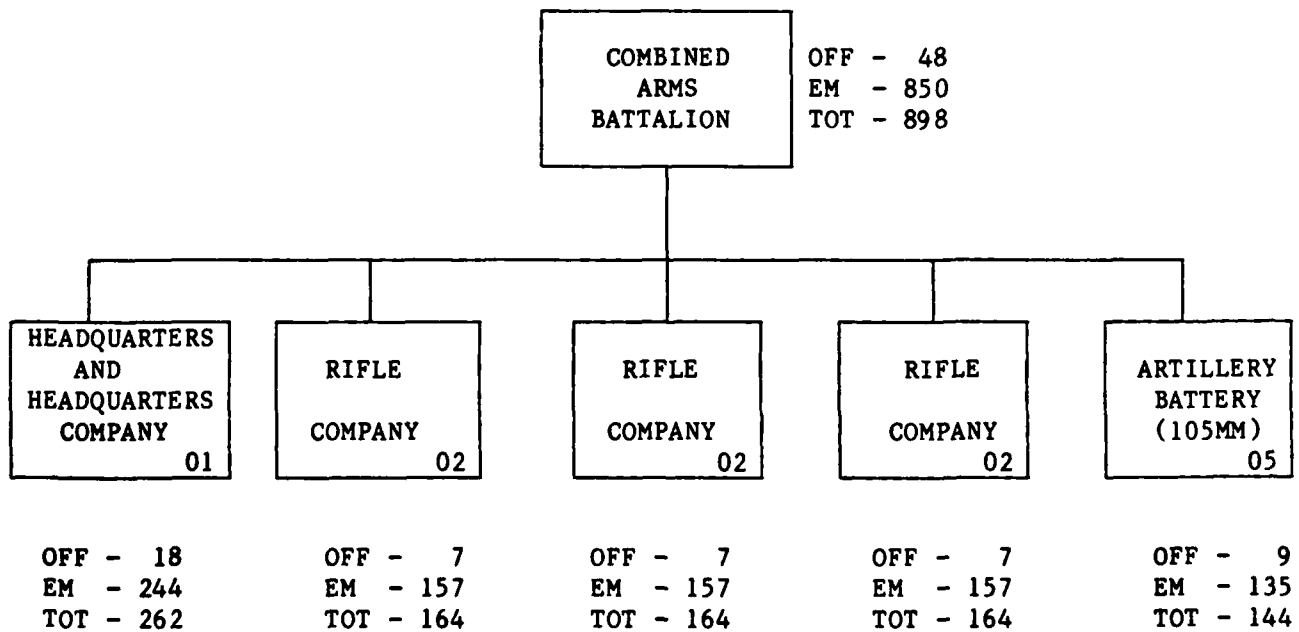 COMBINED
ARMS
BATTALION
OFF - 48
EM - 850
TOT - 898
HEADQUARTERS
AND
HEADQUARTERS
COMPANY
01
RIFLE
COMPANY
02
RIFLE
COMPANY
02
RIFLE
COMPANY
02
ARTILLERY
BATTERY
(105MM)
05
OFF - 18
EM - 244
TOT - 262
OFF - 7
EM - 157
TOT - 164
OFF - 7
EM - 157
TOT - 164
OFF - 7
EM - 157
TOT - 164
OFF - 9
EM - 135
TOT - 144